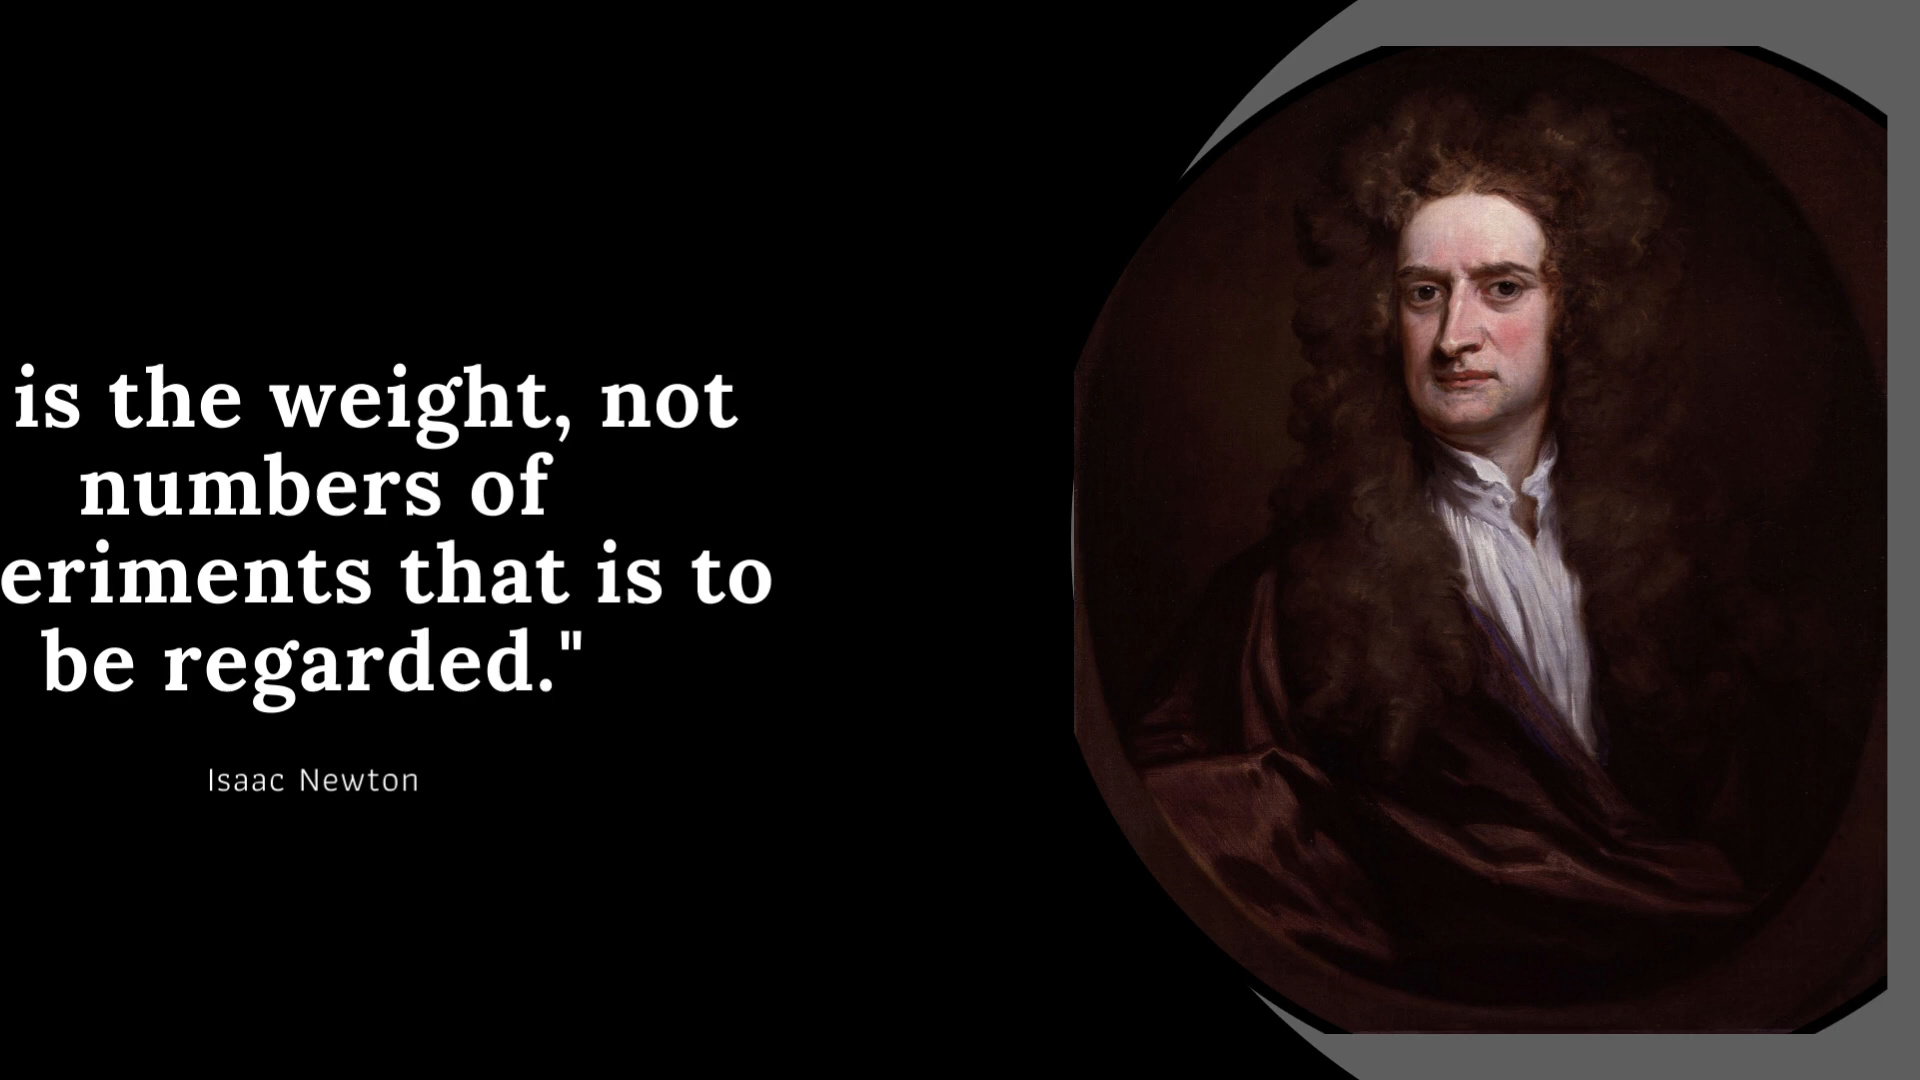 is the weight, not
numbers of
eriments that is to
be regarded."
Isaac Newton